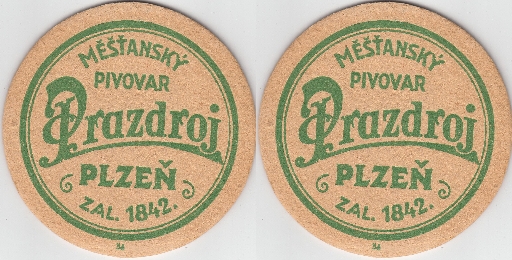 MĚŠŤANSKÝ
PIVOVAR
Prazdroj
PLZEŇ
ZAL. 1842.
MĚŠŤANSKÝ
PIVOVAR
Prazdroj
PLZEŇ
ZAL. 1842.